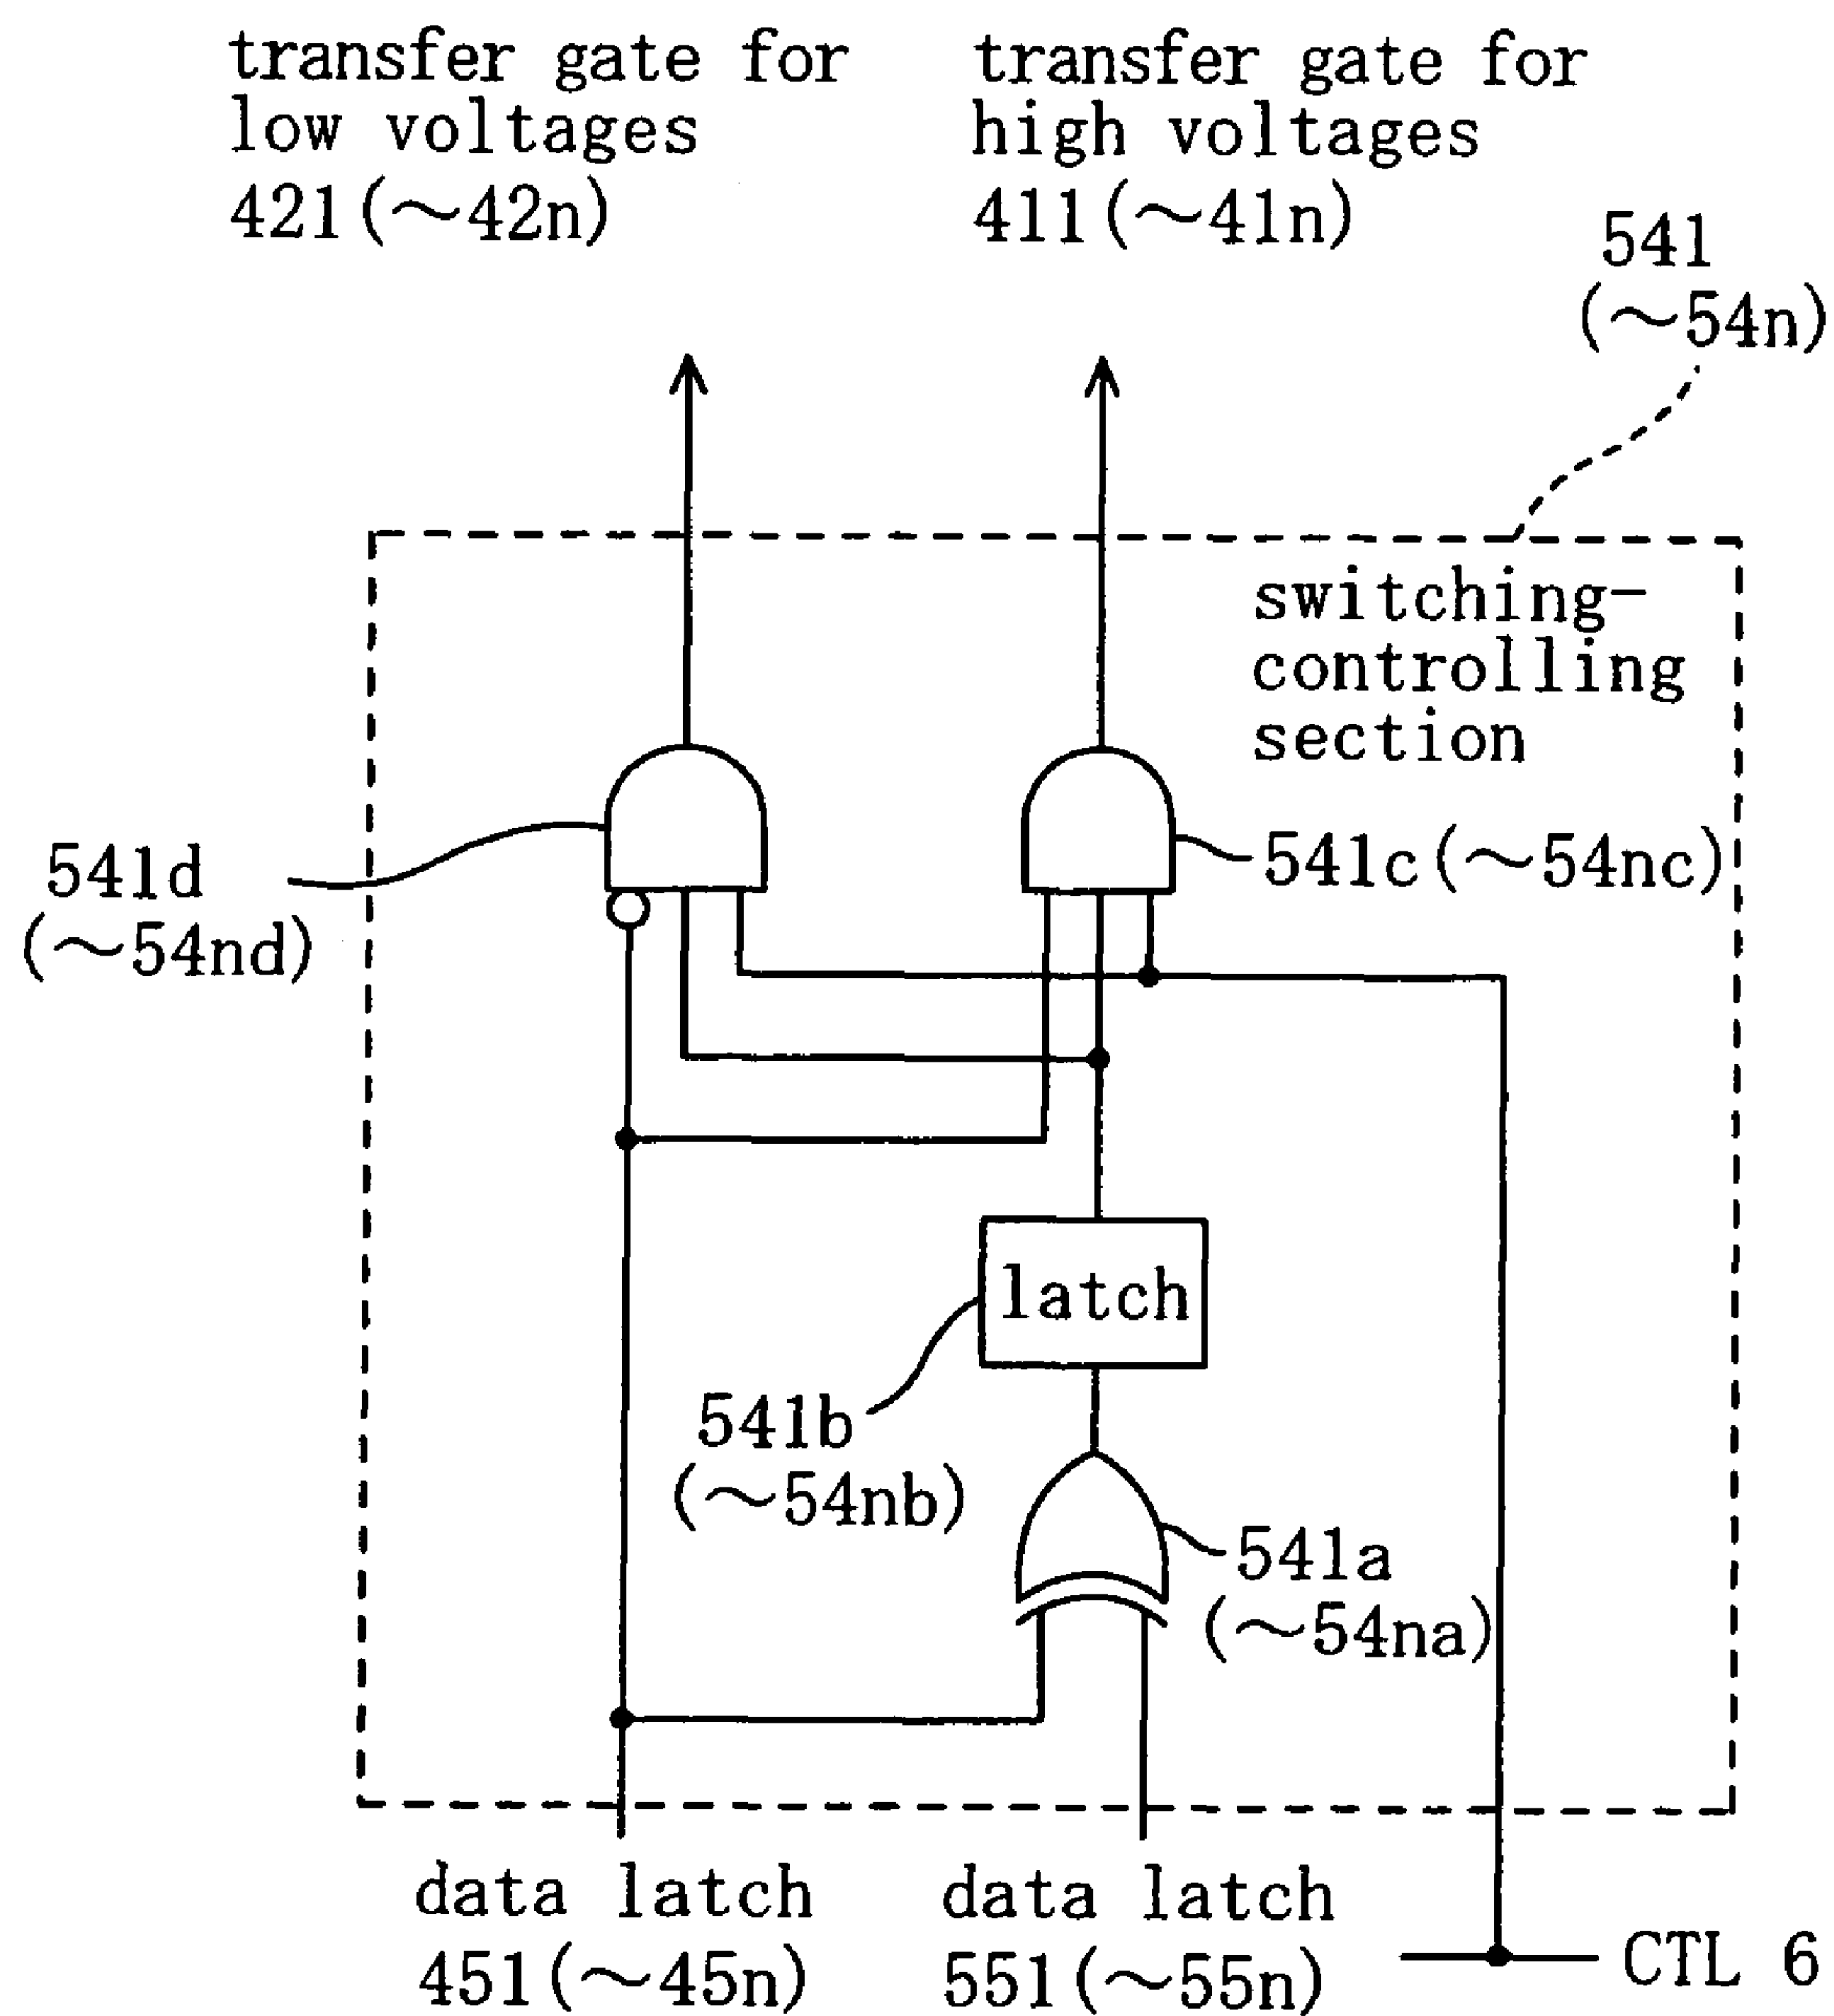 transfer gate for
low voltages
421(～42n)
transfer gate for
high voltages
411(～41n)
541
(～54n)
switching-
controlling
section
541d
(～54nd)
541c(～54nc)
latch
541b
(～54nb)
541a
(～54na)
data latch
451(～45n)
data latch
551(～55n)
CTL 6